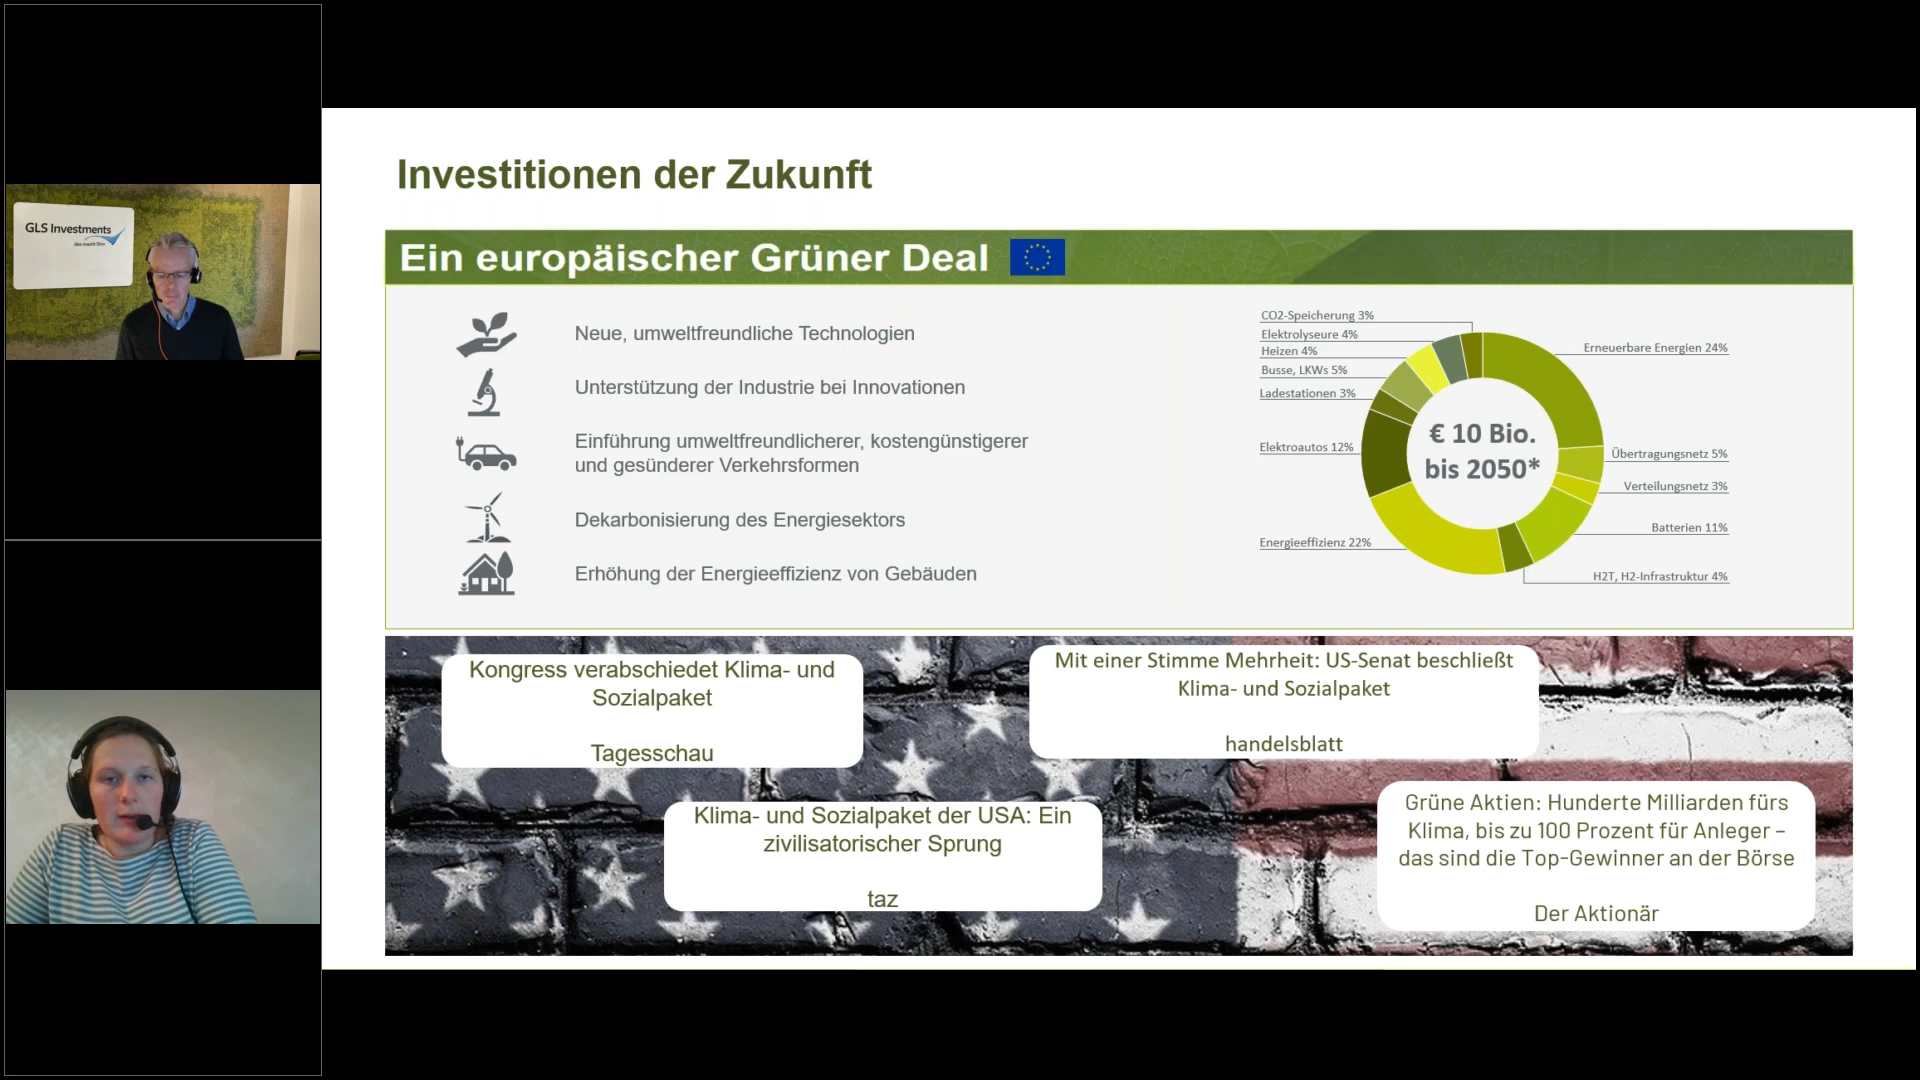 GLS Investments
das macht Sinn
Investitionen der Zukunft
Ein europäischer Grüner Deal
Neue, umweltfreundliche Technologien
Unterstützung der Industrie bei Innovationen
Einführung umweltfreundlicherer, kostengünstigerer
und gesünderer Verkehrsformen
Dekarbonisierung des Energiesektors
Erhöhung der Energieeffizienz von Gebäuden
CO2-Speicherung 3%
Elektrolyseure 4%
Heizen 4%
Busse, LKWs 5%
Ladestationen 3%
Elektroautos 12%
Energieeffizienz 22%
€ 10 Bio.
bis 2050*
Erneuerbare Energien 24%
Übertragungsnetz 5%
Verteilungsnetz 3%
Batterien 11%
H2T, H2-Infrastruktur 4%
Kongress verabschiedet Klima- und
Sozialpaket
Tagesschau
Mit einer Stimme Mehrheit: US-Senat beschließt
Klima- und Sozialpaket
handelsblatt
Klima- und Sozialpaket der USA: Ein
zivilisatorischer Sprung
taz
Grüne Aktien: Hunderte Milliarden fürs
Klima, bis zu 100 Prozent für Anleger –
das sind die Top-Gewinner an der Börse
Der Aktionär